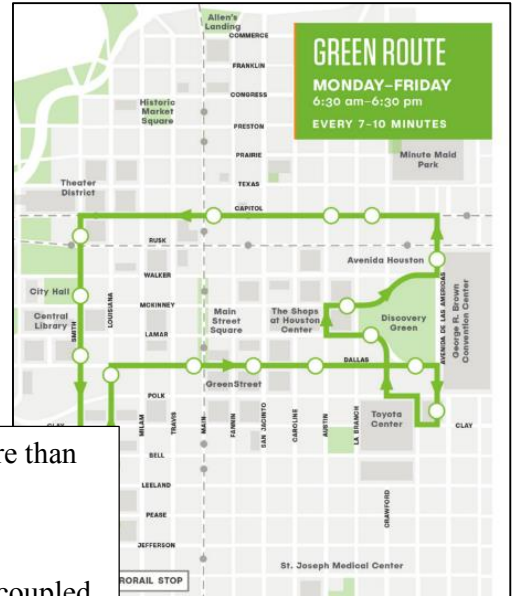 Allen's
Landing
COMMERCE
GREEN ROUTE
MONDAY–FRIDAY
6:30 am–6:30 pm
EVERY 7-10 MINUTES
FRANKLIN
CONGRESS
Historic
Market
Square
PRESTON
PRAIRIE
Minute Maid
Park
TEXAS
Theater
District
CAPITOL
RUSK
Avenida Houston
WALKER
City Hall
Central
Library
SMITH
LOUISIANA
MCKINNEY
LAMAR
Main
Street
Square
The Shops
at Houston
Center
Discovery
Green
AVENIDA DE LAS AMERICAS
George R. Brown
Convention Center
DALLAS
GreenStreet
POLK
Toyota
Center
CLAY
MILAM
TRAVIS
MAIN
FANNIN
SAN JACINTO
CAROLINE
AUSTIN
LA BRANCH
CRAWFORD
BELL
LEELAND
PEASE
JEFFERSON
St. Joseph Medical Center
re than
coupled
RORAIL STOP